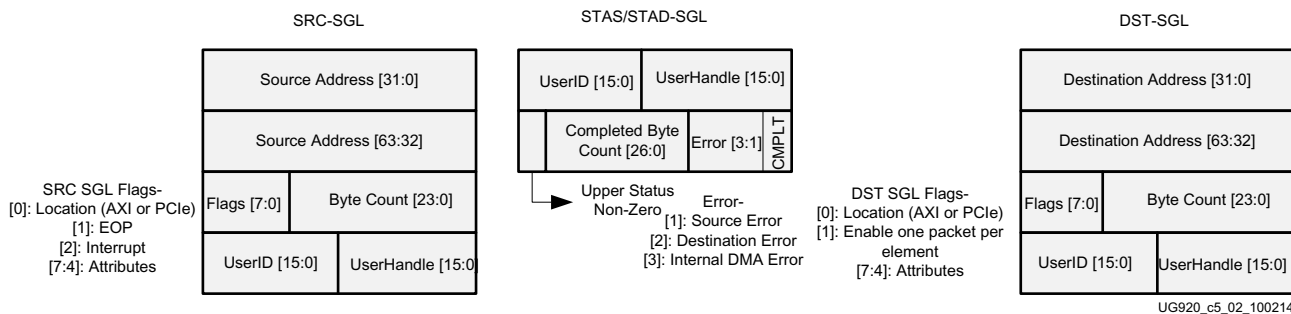 SRC-SGL
Source Address [31:0]
Source Address [63:32]
Flags [7:0]
Byte Count [23:0]
UserID [15:0]
UserHandle [15:0]
SRC SGL Flags-
[0]: Location (AXI or PCIe)
[1]: EOP
[2]: Interrupt
[7:4]: Attributes
STAS/STAD-SGL
UserID [15:0]
UserHandle [15:0]
Completed Byte
Count [26:0]
Error [3:1]
CMPLT
Upper Status
Non-Zero
Error-
[1]: Source Error
[2]: Destination Error
[3]: Internal DMA Error
DST-SGL
Destination Address [31:0]
Destination Address [63:32]
Flags [7:0]
Byte Count [23:0]
UserID [15:0]
UserHandle [15:0]
DST SGL Flags-
[0]: Location (AXI or PCIe)
[1]: Enable one packet per
element
[7:4]: Attributes
UG920_c5_02_100214